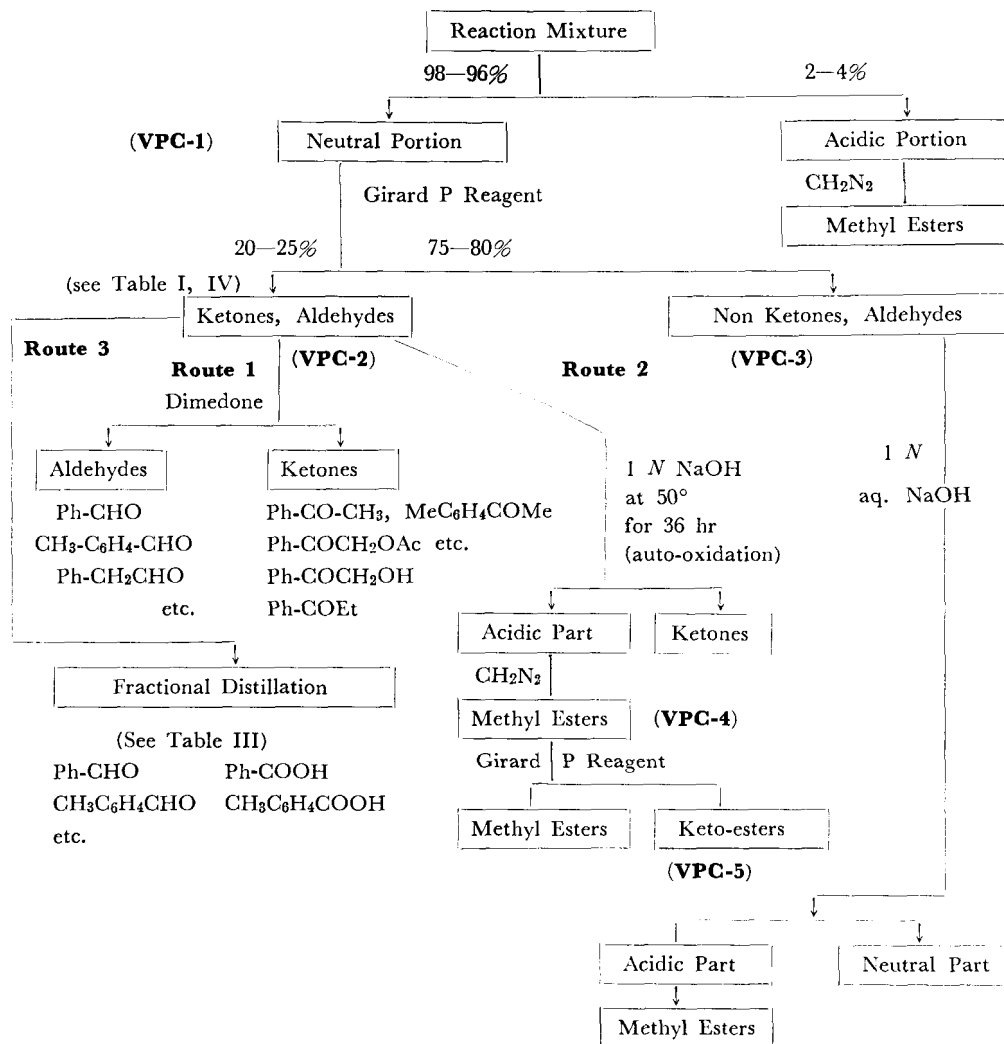 Reaction Mixture
98—96%
2—4%
(VPC-1)
Neutral Portion
Acidic Portion
CH₂N₂
Methyl Esters
Girard P Reagent
20—25%
75—80%
(see Table I, IV)
Ketones, Aldehydes
Non Ketones, Aldehydes
Route 3
(VPC-2)
Route 2
(VPC-3)
Route 1
Dimedone
Aldehydes
Ketones
Ph-CHO
CH₃-C₆H₄-CHO
Ph-CH₂CHO
etc.
Ph-CO-CH₃, MeC₆H₄COMe
Ph-COCH₂OAc etc.
Ph-COCH₂OH
Ph-COEt
1 N NaOH
at 50°
for 36 hr
(auto-oxidation)
1 N
aq. NaOH
Acidic Part
Ketones
CH₂N₂
Methyl Esters
(VPC-4)
Girard P Reagent
Methyl Esters
Keto-esters
(VPC-5)
Fractional Distillation
(See Table III)
Ph-CHO
Ph-COOH
CH₃C₆H₄CHO
CH₃C₆H₄COOH
etc.
Acidic Part
Neutral Part
Methyl Esters